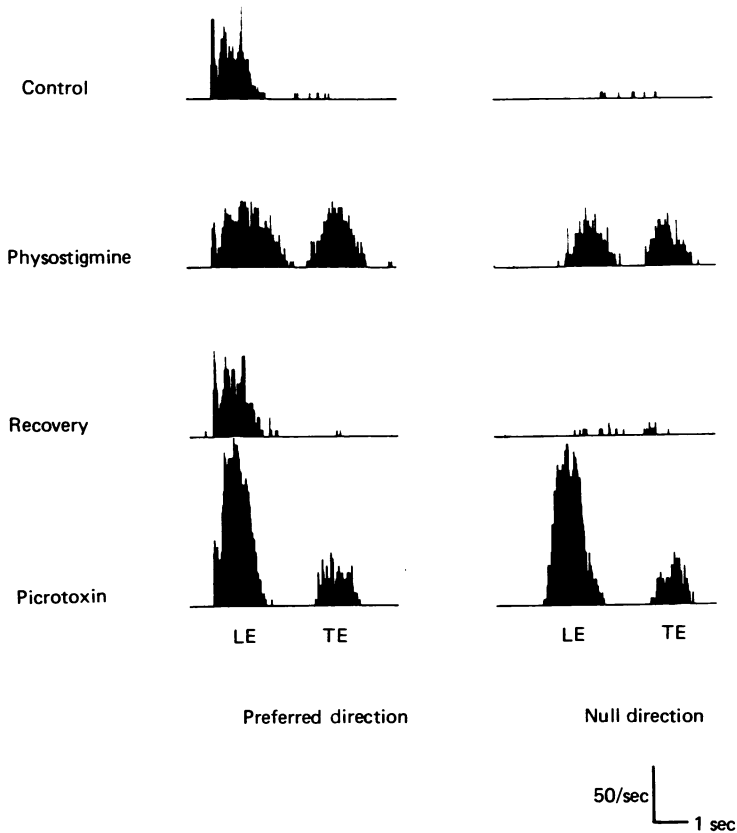 Control
Physostigmine
Recovery
Picrotoxin
LE TE LE TE
Preferred direction Null direction
50/sec
1 sec